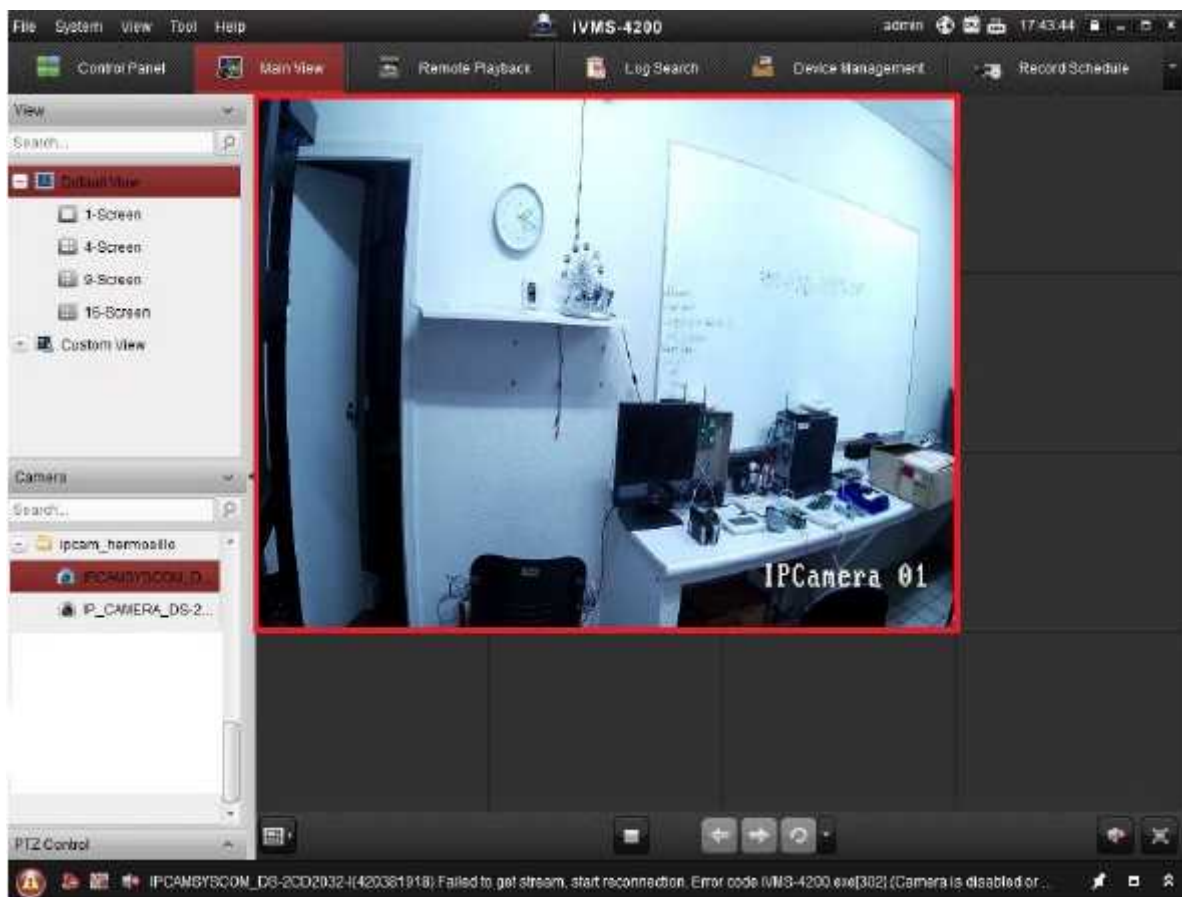 File System View Tool Help
iVMS-4200
admin
17:43:44
Control Panel
Main View
Remote Playback
Log Search
Device Management
Record Schedule
View
Search...
Default View
1-Screen
4-Screen
9-Screen
16-Screen
Custom View
Camera
Search...
ipcam_hermosillo
IPCAMSYSCOM_D...
IP_CAMERA_DS-2...
IPCamera 01
PTZ Control
IPCAMSYSCOM_DS-2CD2032-I(420381918) Failed to get stream, start reconnection. Error code iVMS-4200.exe[302] (Camera is disabled or ...